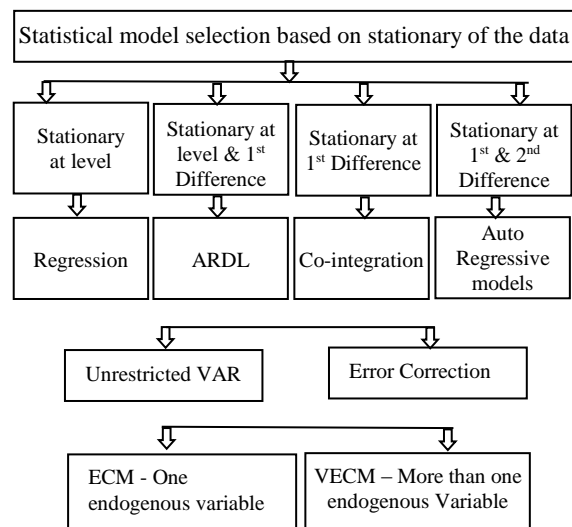 Statistical model selection based on stationary of the data
Stationary
at level
Stationary at
level & 1st
Difference
Stationary at
1st Difference
Stationary at
1st & 2nd
Difference
Regression
ARDL
Co-integration
Auto
Regressive
models
Unrestricted VAR
Error Correction
ECM - One
endogenous variable
VECM – More than one
endogenous Variable